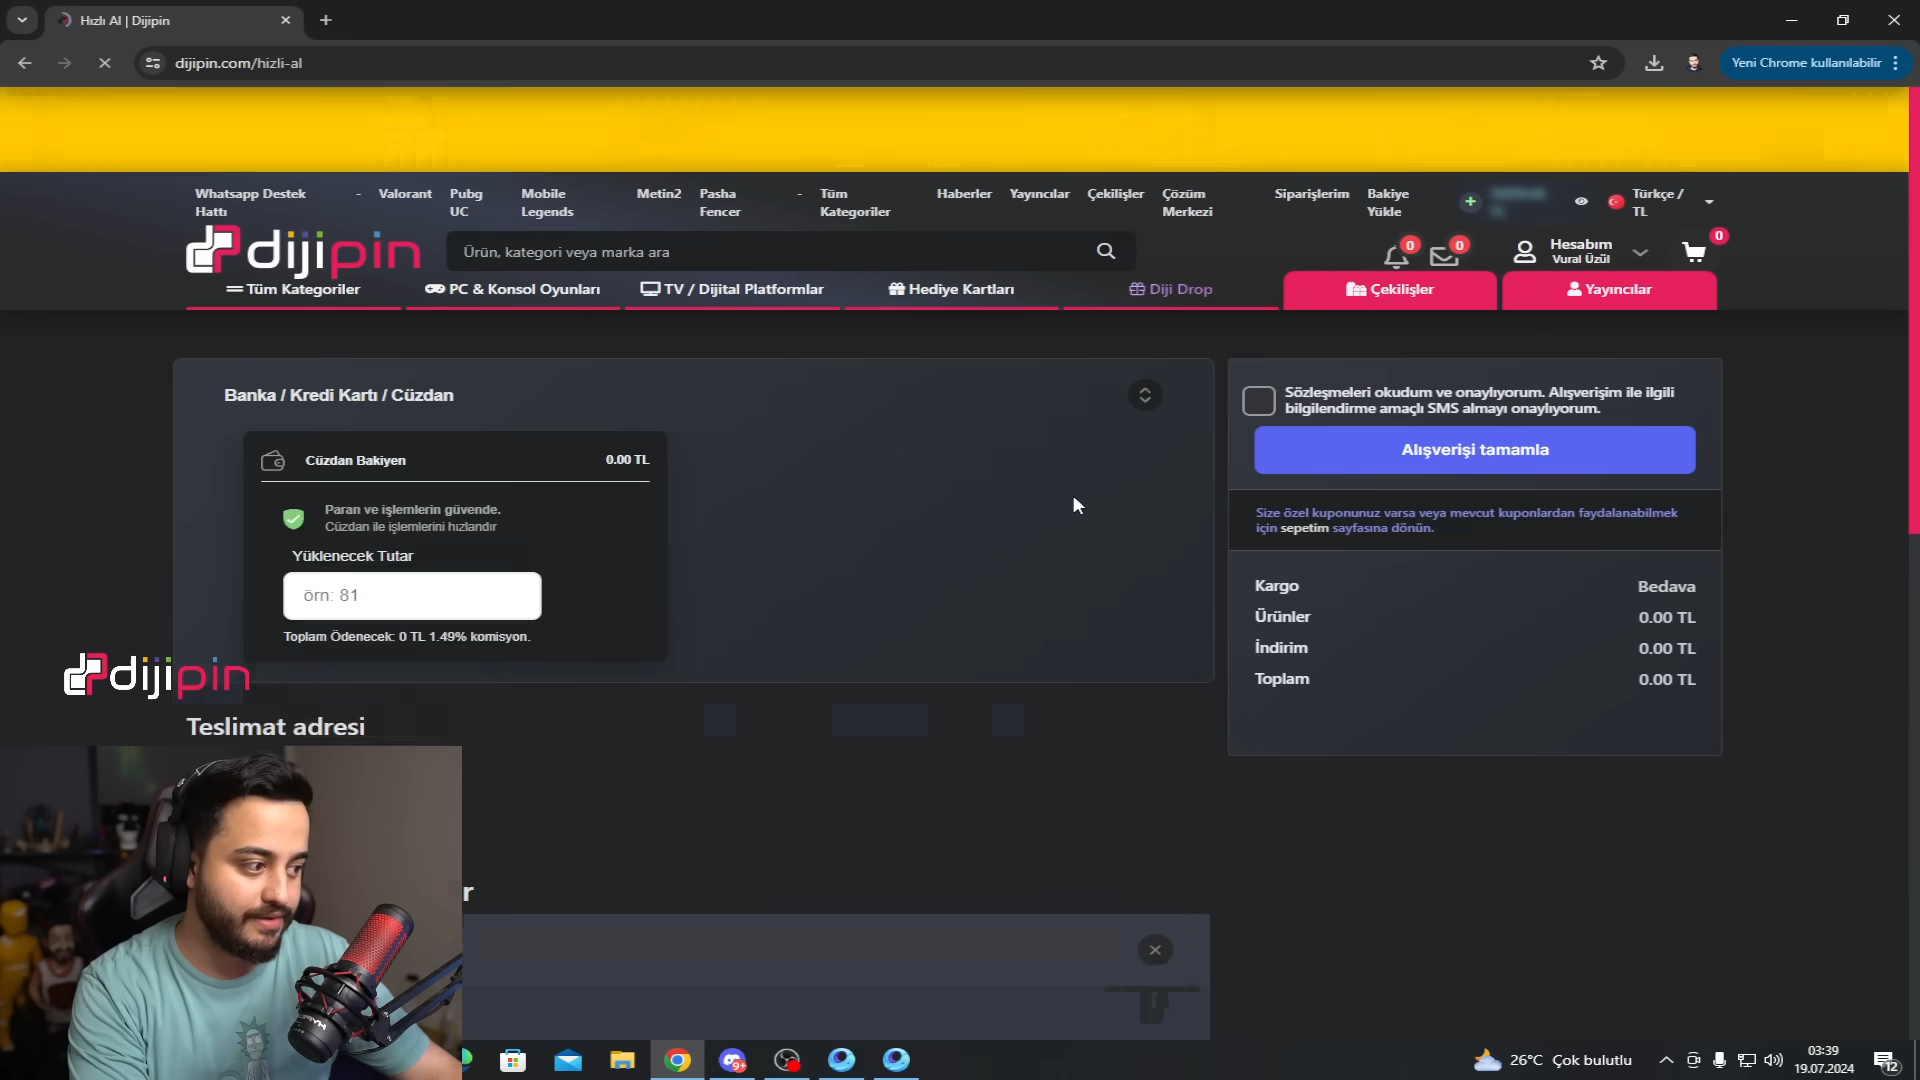 Hızlı Al | Dijipin
dijipin.com/hizli-al
Yeni Chrome kullanılabilir
Whatsapp Destek Hattı
-
Valorant
Pubg UC
Mobile Legends
Metin2
Pasha Fencer
-
Tüm Kategoriler
Haberler
Yayıncılar
Çekilişler
Çözüm Merkezi
Siparişlerim
Bakiye Yükle
Türkçe / TL
dijipin
Ürün, kategori veya marka ara
0
0
Hesabım
Vural Üzül
0
Tüm Kategoriler
PC & Konsol Oyunları
TV / Dijital Platformlar
Hediye Kartları
Diji Drop
Çekilişler
Yayıncılar
Banka / Kredi Kartı / Cüzdan
Cüzdan Bakiyen 0.00 TL
Paran ve işlemlerin güvende.
Cüzdan ile işlemlerini hızlandır
Yüklenecek Tutar
örn: 81
Toplam Ödenecek: 0 TL 1.49% komisyon.
Sözleşmeleri okudum ve onaylıyorum. Alışverişim ile ilgili
bilgilendirme amaçlı SMS almayı onaylıyorum.
Alışverişi tamamla
Size özel kuponunuz varsa veya mevcut kuponlardan faydalanabilmek
için sepetim sayfasına dönün.
Kargo Bedava
Ürünler 0.00 TL
İndirim 0.00 TL
Toplam 0.00 TL
dijipin
Teslimat adresi
r
9+
26°C Çok bulutlu
03:39
19.07.2024
12